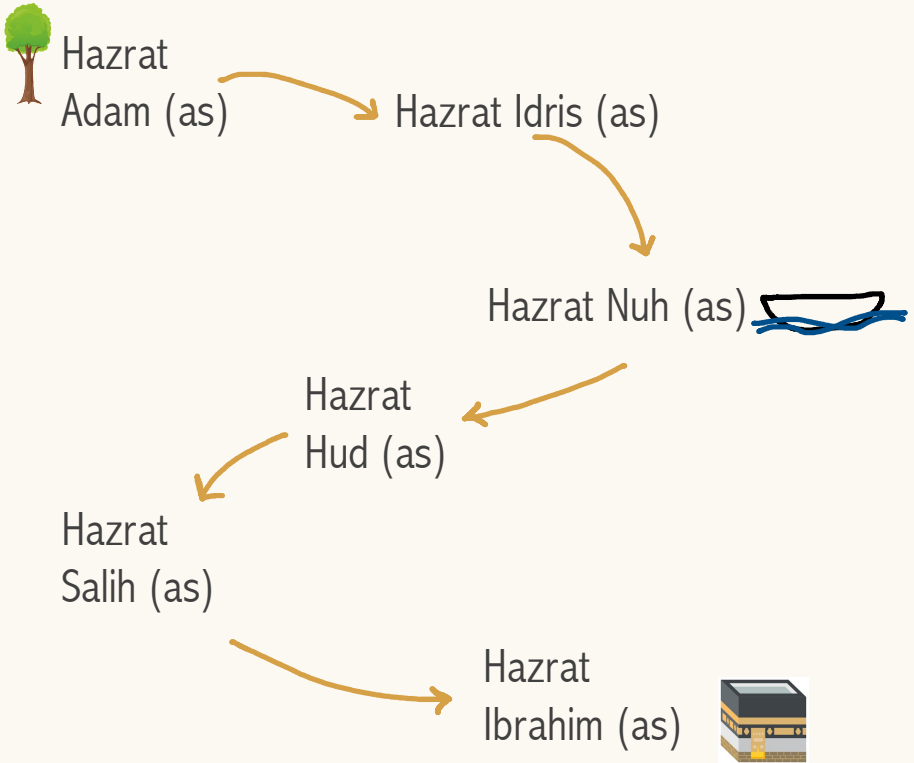 Hazrat
Adam (as)
Hazrat Idris (as)
Hazrat Nuh (as)
Hazrat
Hud (as)
Hazrat
Salih (as)
Hazrat
Ibrahim (as)